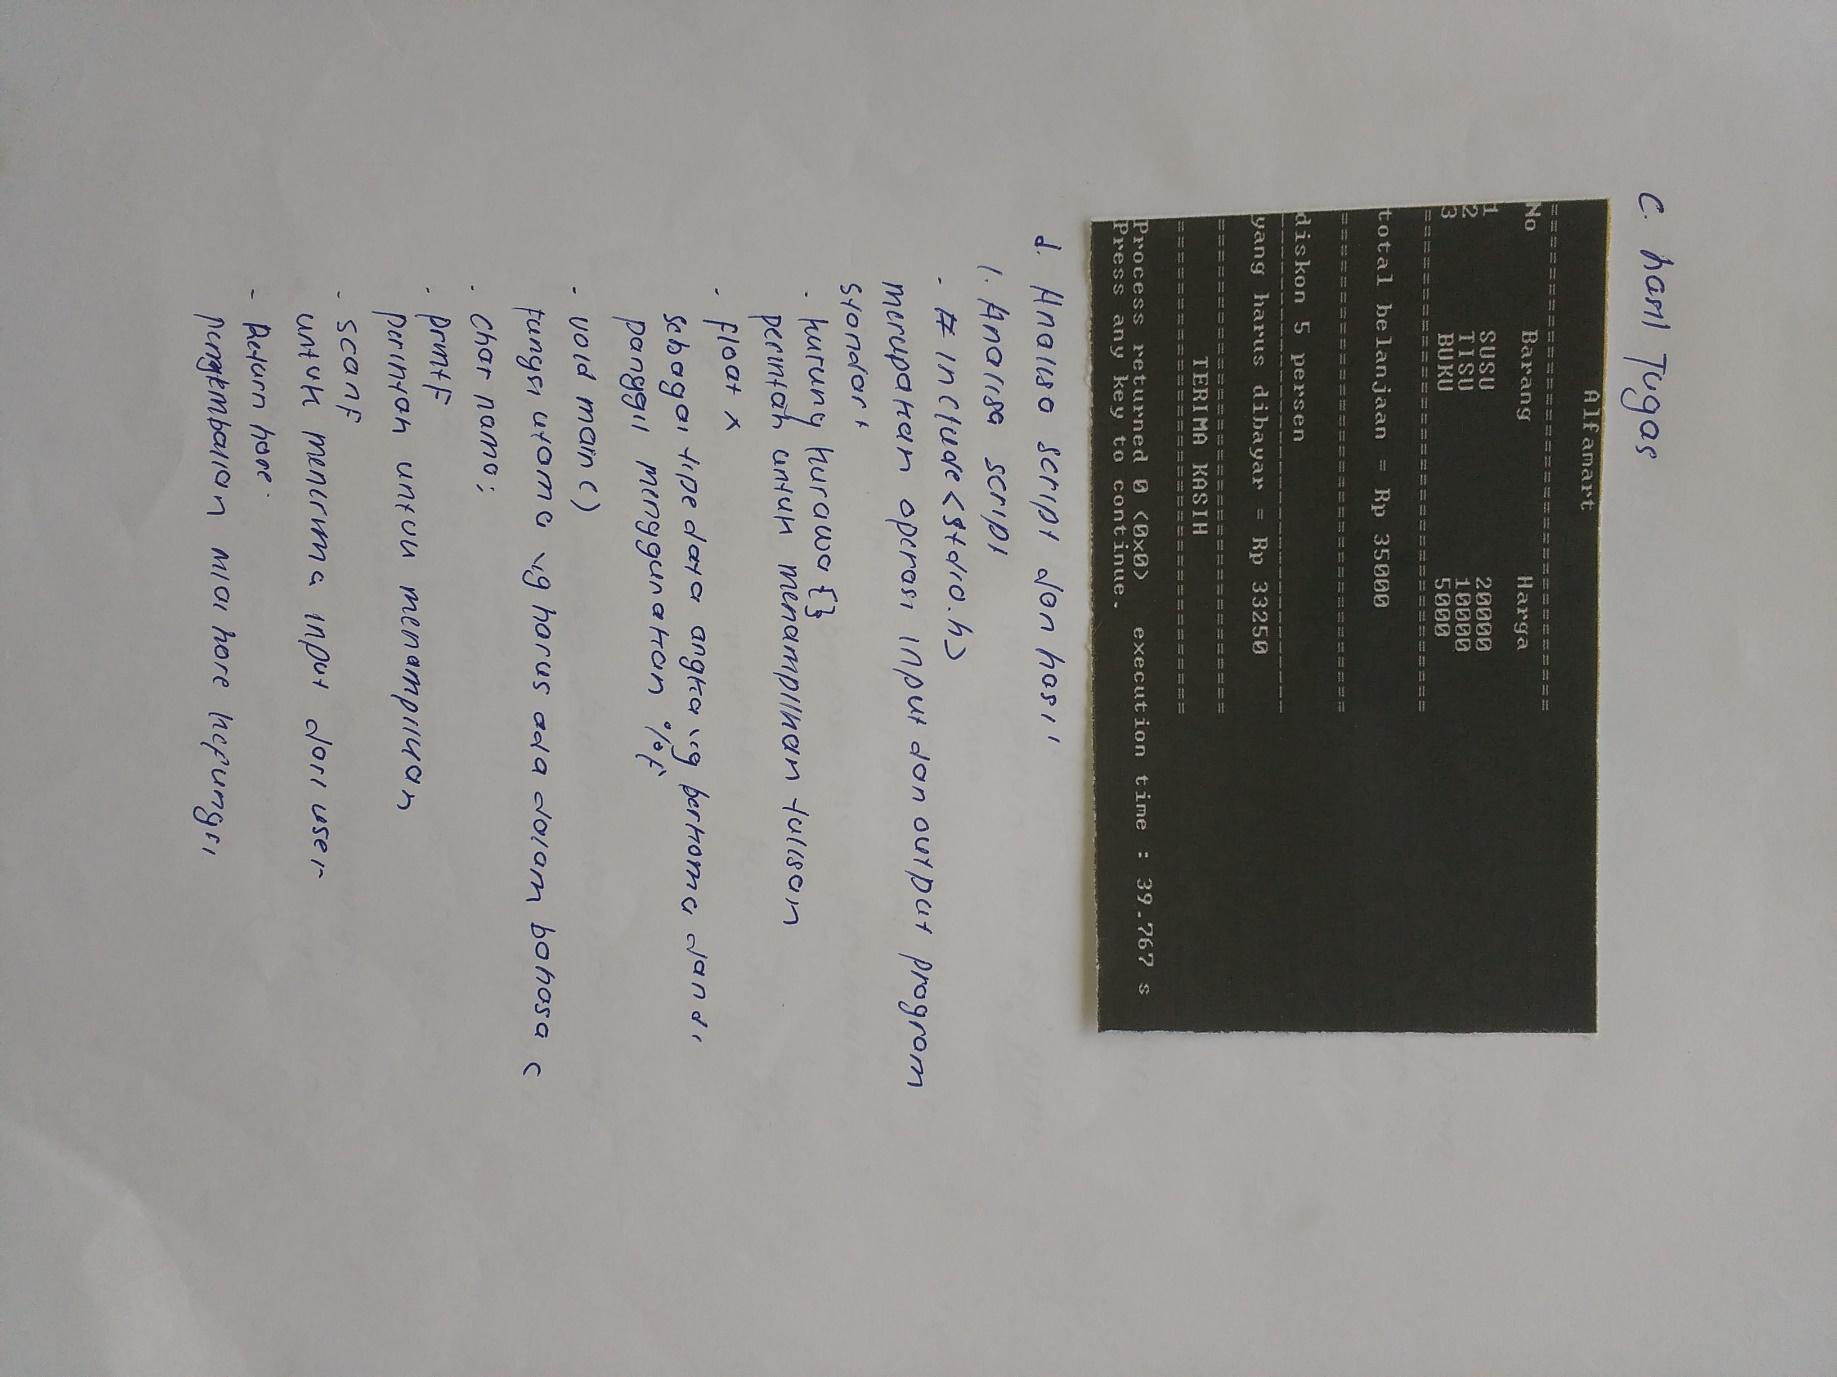 C. hasil Tugas
Alfamart
==================================================
No Barang Harga
1 SUSU 20000
2 TISU 10000
3 BUKU 5000
==================================================
total belanjaan = Rp 35000
==================================================
diskon 5 persen
--------------------------------------------------
yang harus dibayar = Rp 33250
==================================================
TERIMA KASIH
==================================================
Process returned 0 (0x0) execution time : 39.767 s
Press any key to continue.
d. Analisa script dan hasil
1. Analisa script
- # include<stdio.h>
merupakan operasi input dan output program
standart
- kurung kurawa {}
perintah untuk menampilkan tulisan
- float x
sebagai tipe data angka yg berkoma dan di
panggil menggunakan %f
- void main ()
fungsi utama yg harus ada dalam bahasa c
- char nama;
- printf
perintah untuk menampilkan
- scanf
untuk menerima input dari user
- Return hore.
pengembalian nilai hore kefungsi